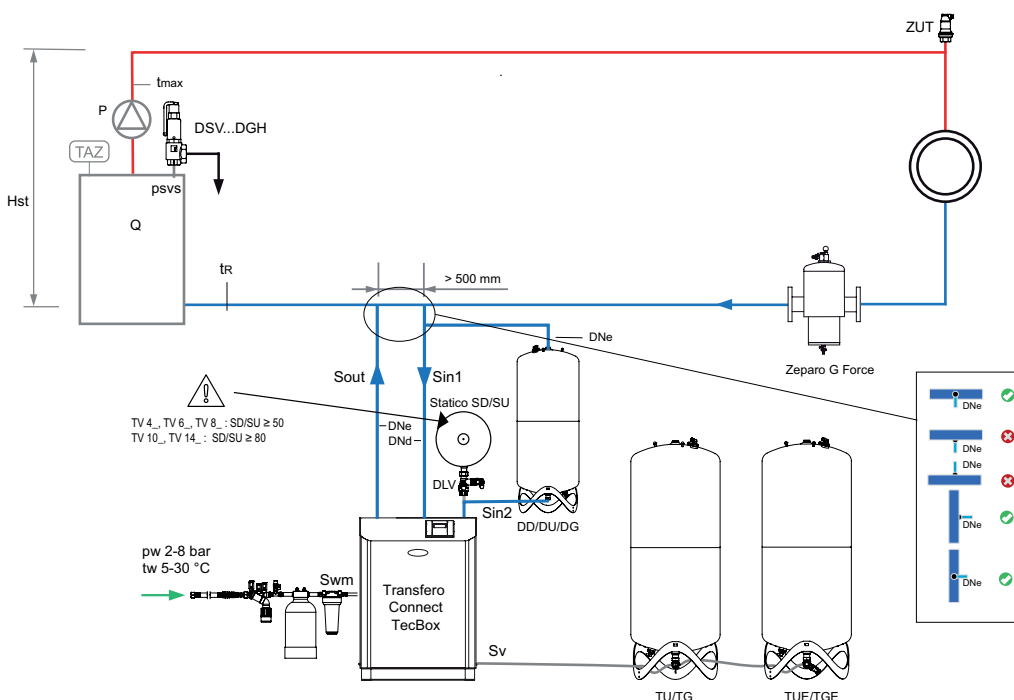 ZUT
tmax
P
DSV...DGH
TAZ
psvs
Hst
Q
tR
> 500 mm
DNe
Zeparo G Force
Sout
Sin1
Statico SD/SU
TV 4_, TV 6_, TV 8_ : SD/SU ≥ 50
TV 10_, TV 14_ : SD/SU ≥ 80
DNe
DNd
DLV
Sin2
DD/DU/DG
DNe
DNe
DNe
DNe
DNe
pw 2-8 bar
tw 5-30 °C
Swm
Transfero
Connect
TecBox
Sv
TU/TG
TUE/TGE